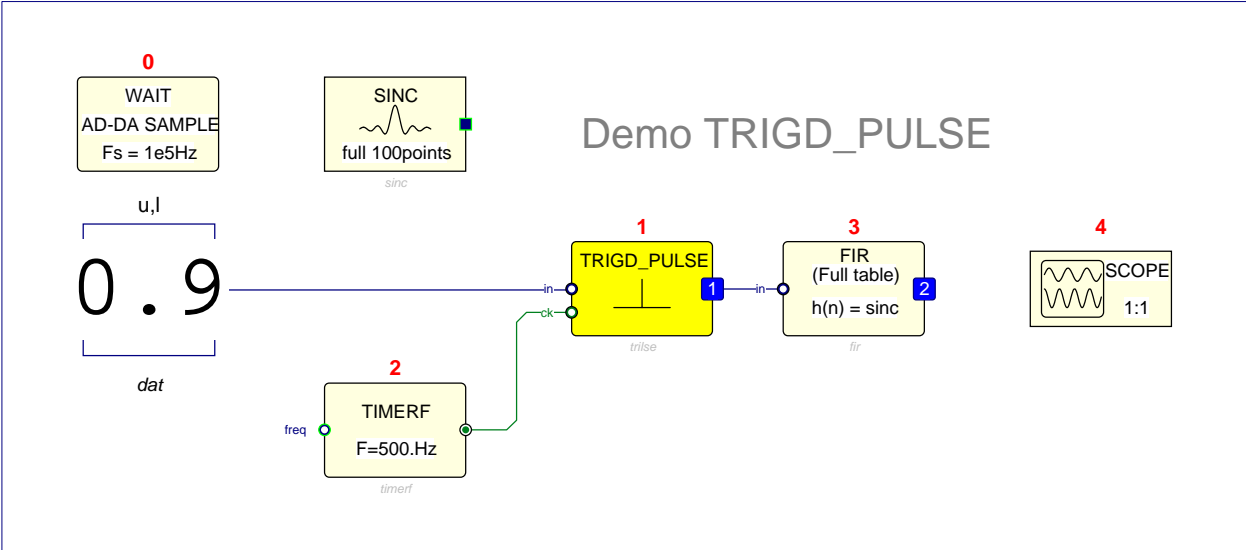 0
WAIT
AD-DA SAMPLE
Fs = 1e5Hz
SINC
full 100points
sinc
Demo TRIGD_PULSE
u,I
0.9
dat
1
TRIGD_PULSE
in
ck
1
trilse
in
3
FIR
(Full table)
h(n) = sinc
2
fir
4
SCOPE
1:1
2
TIMERF
freq
F=500.Hz
timerf